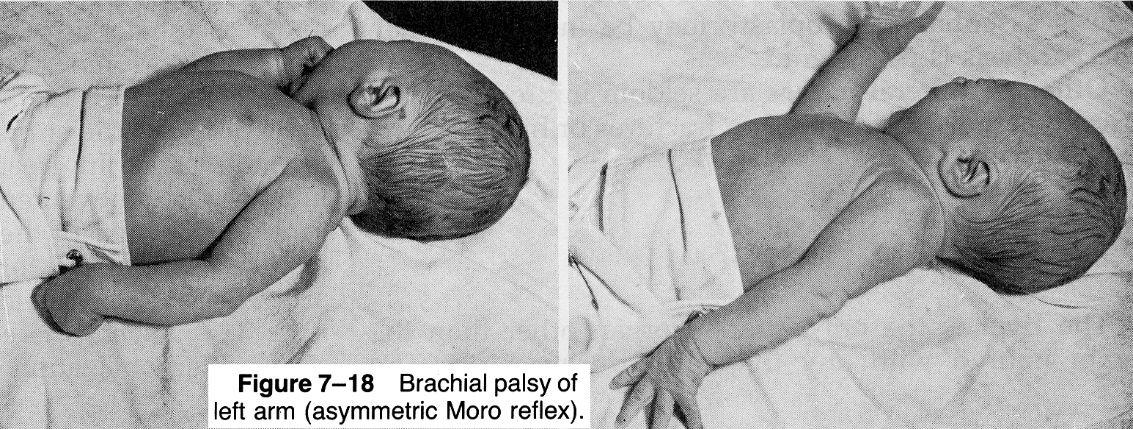 Figure 7–18 Brachial palsy of
left arm (asymmetric Moro reflex).